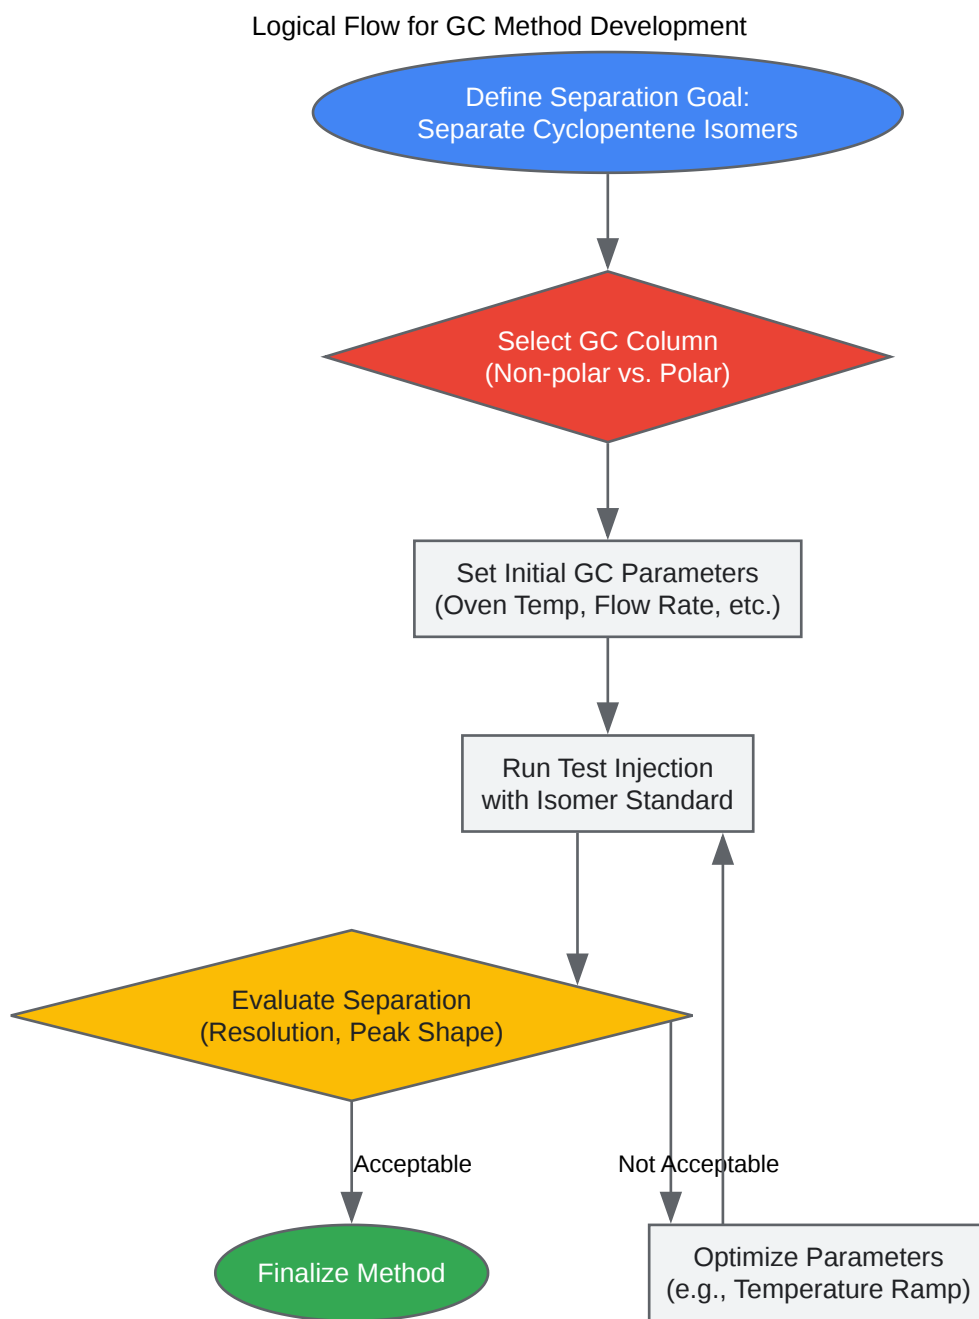 Logical Flow for GC Method Development
Define Separation Goal:
Separate Cyclopentene Isomers
Select GC Column
(Non-polar vs. Polar)
Set Initial GC Parameters
(Oven Temp, Flow Rate, etc.)
Run Test Injection
with Isomer Standard
Evaluate Separation
(Resolution, Peak Shape)
Acceptable
Not Acceptable
Finalize Method
Optimize Parameters
(e.g., Temperature Ramp)